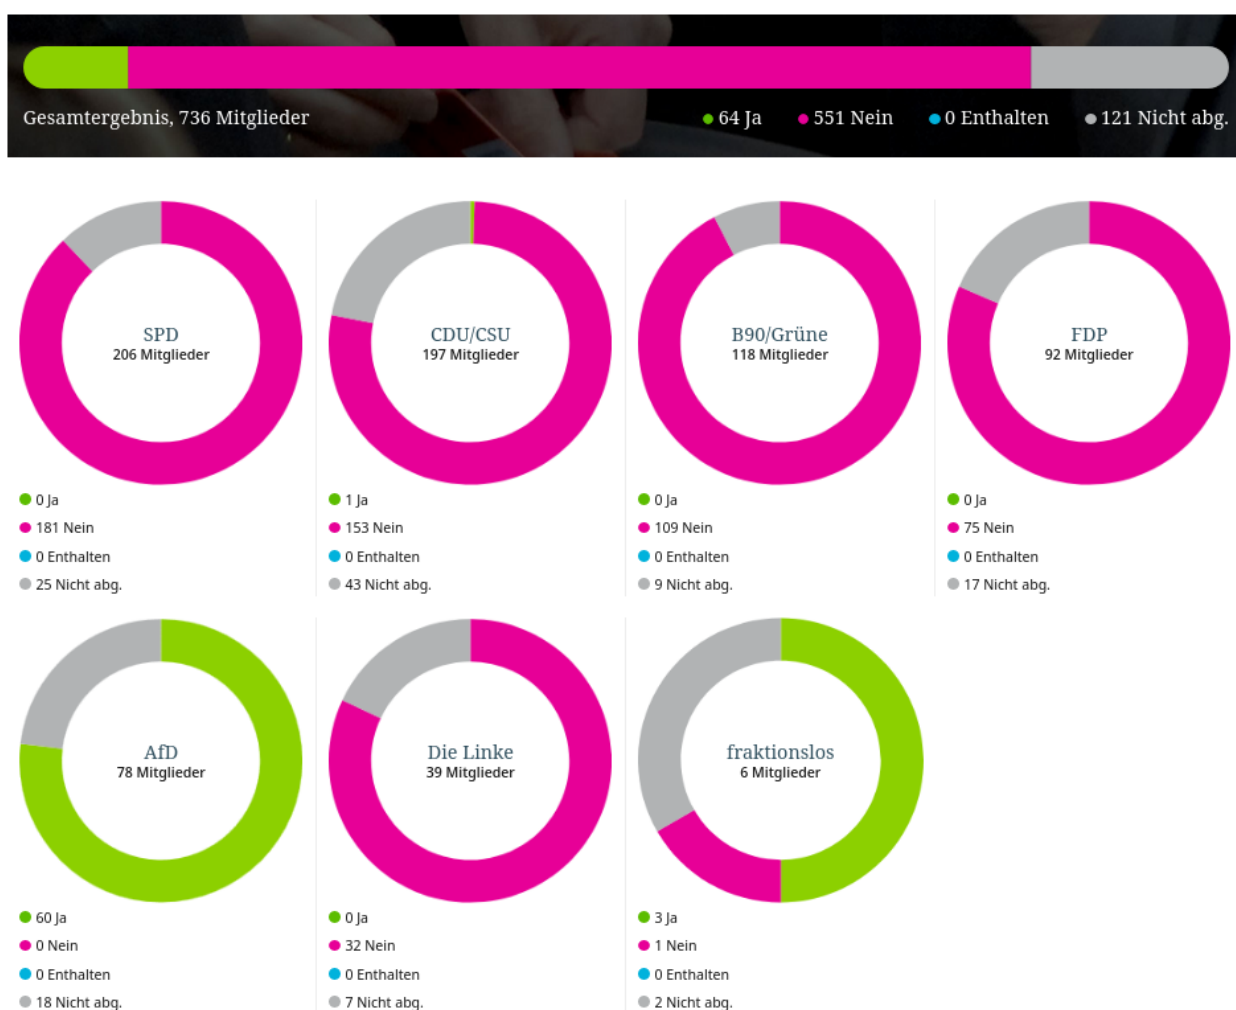 Gesamtergebnis, 736 Mitglieder
64 Ja
551 Nein
0 Enthalten
121 Nicht abg.
SPD
206 Mitglieder
0 Ja
181 Nein
0 Enthalten
25 Nicht abg.
CDU/CSU
197 Mitglieder
1 Ja
153 Nein
0 Enthalten
43 Nicht abg.
B90/Grüne
118 Mitglieder
0 Ja
109 Nein
0 Enthalten
9 Nicht abg.
FDP
92 Mitglieder
0 Ja
75 Nein
0 Enthalten
17 Nicht abg.
AfD
78 Mitglieder
60 Ja
0 Nein
0 Enthalten
18 Nicht abg.
Die Linke
39 Mitglieder
0 Ja
32 Nein
0 Enthalten
7 Nicht abg.
fraktionslos
6 Mitglieder
3 Ja
1 Nein
0 Enthalten
2 Nicht abg.